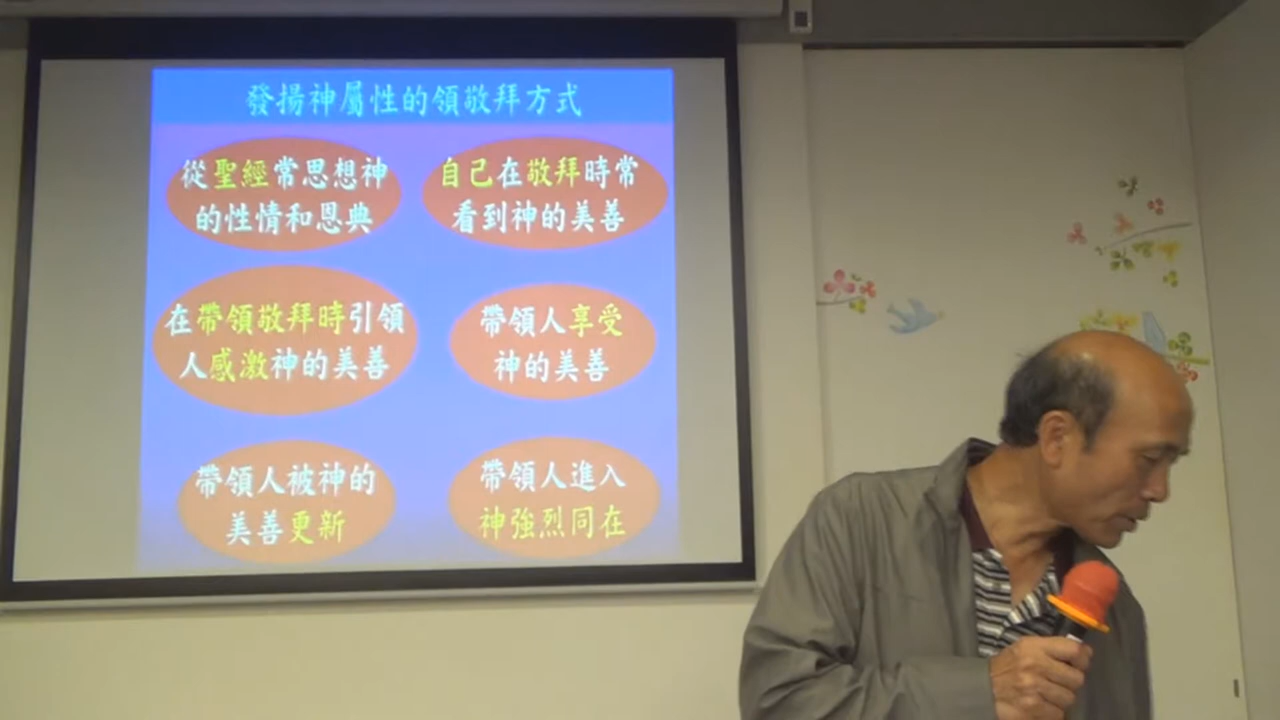 發揚神屬性的領敬拜方式
從聖經常思想神
的性情和恩典
自己在敬拜時常
看到神的美善
在帶領敬拜時引領
人感激神的美善
帶領人享受
神的美善
帶領人被神的
美善更新
帶領人進入
神強烈同在